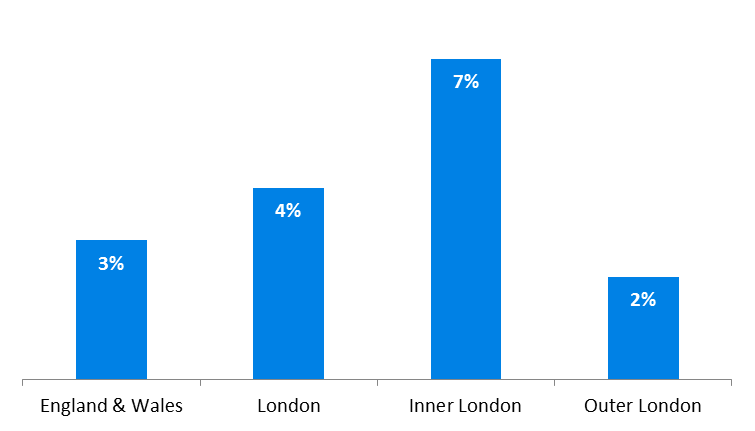 7%
4%
3%
2%
England & Wales
London
Inner London
Outer London